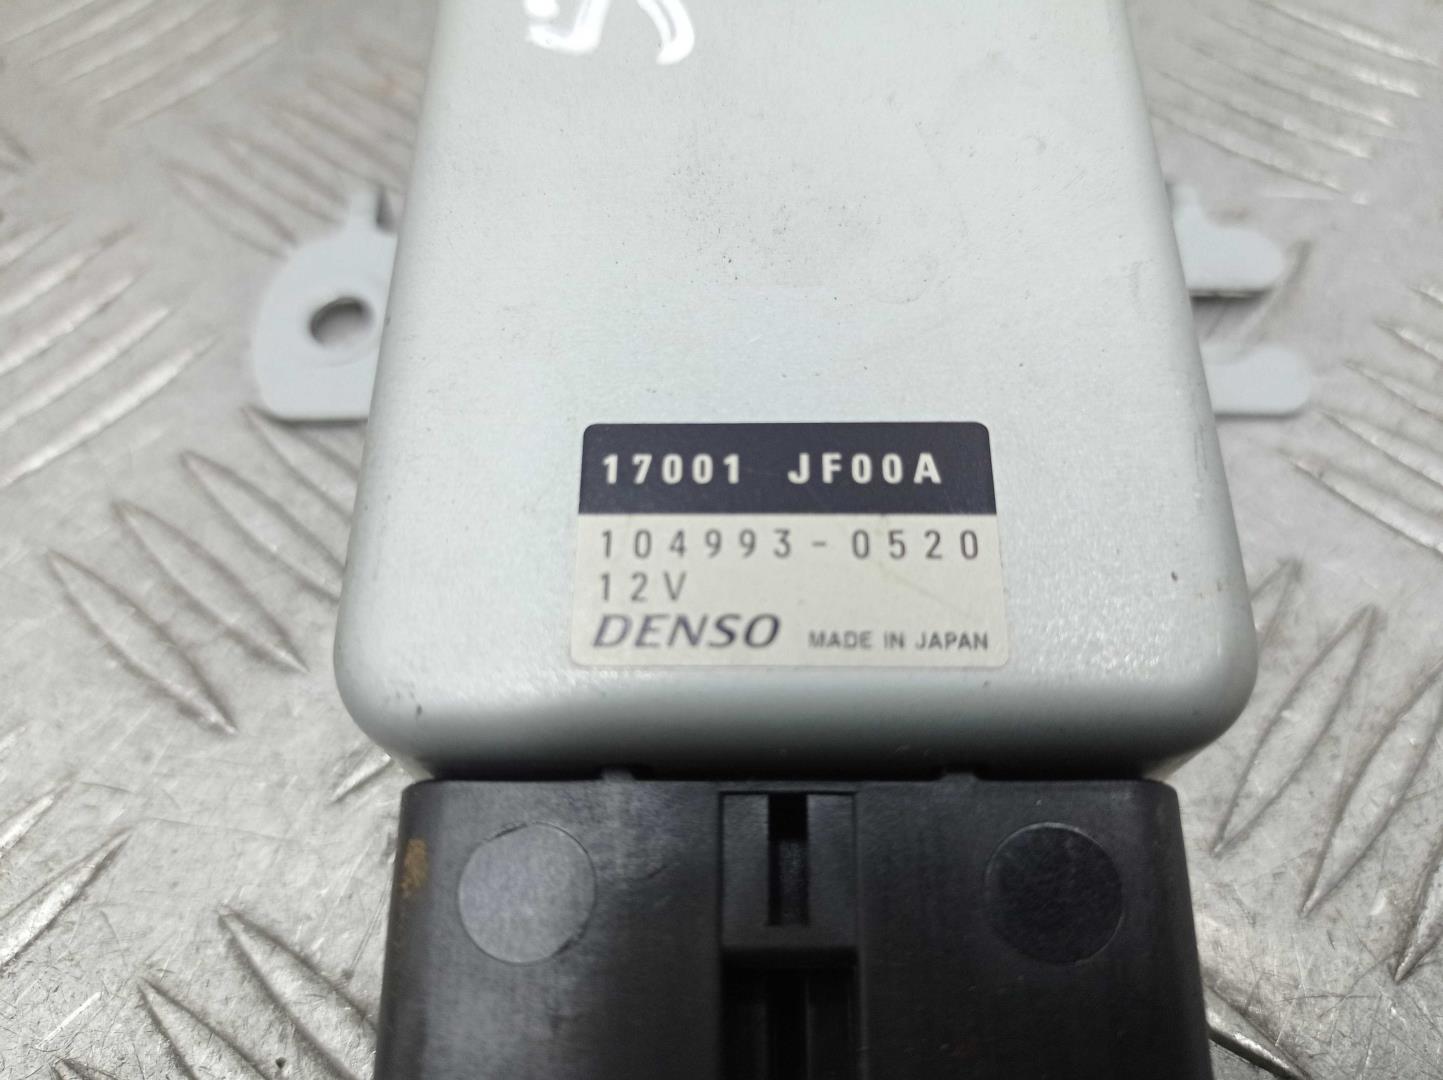 17001 JF00A
104993-0520
12V
DENSO MADE IN JAPAN